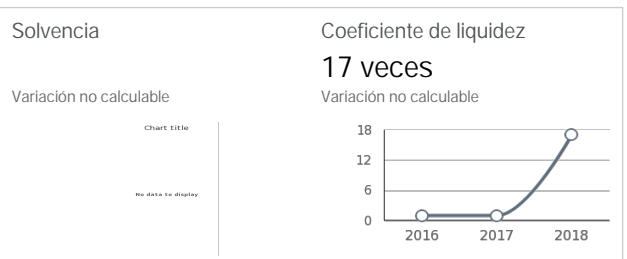 Solvencia
Variación no calculable
Chart title
No data to display
Coeficiente de liquidez
17 veces
Variación no calculable
18
12
6
0
2016 2017 2018